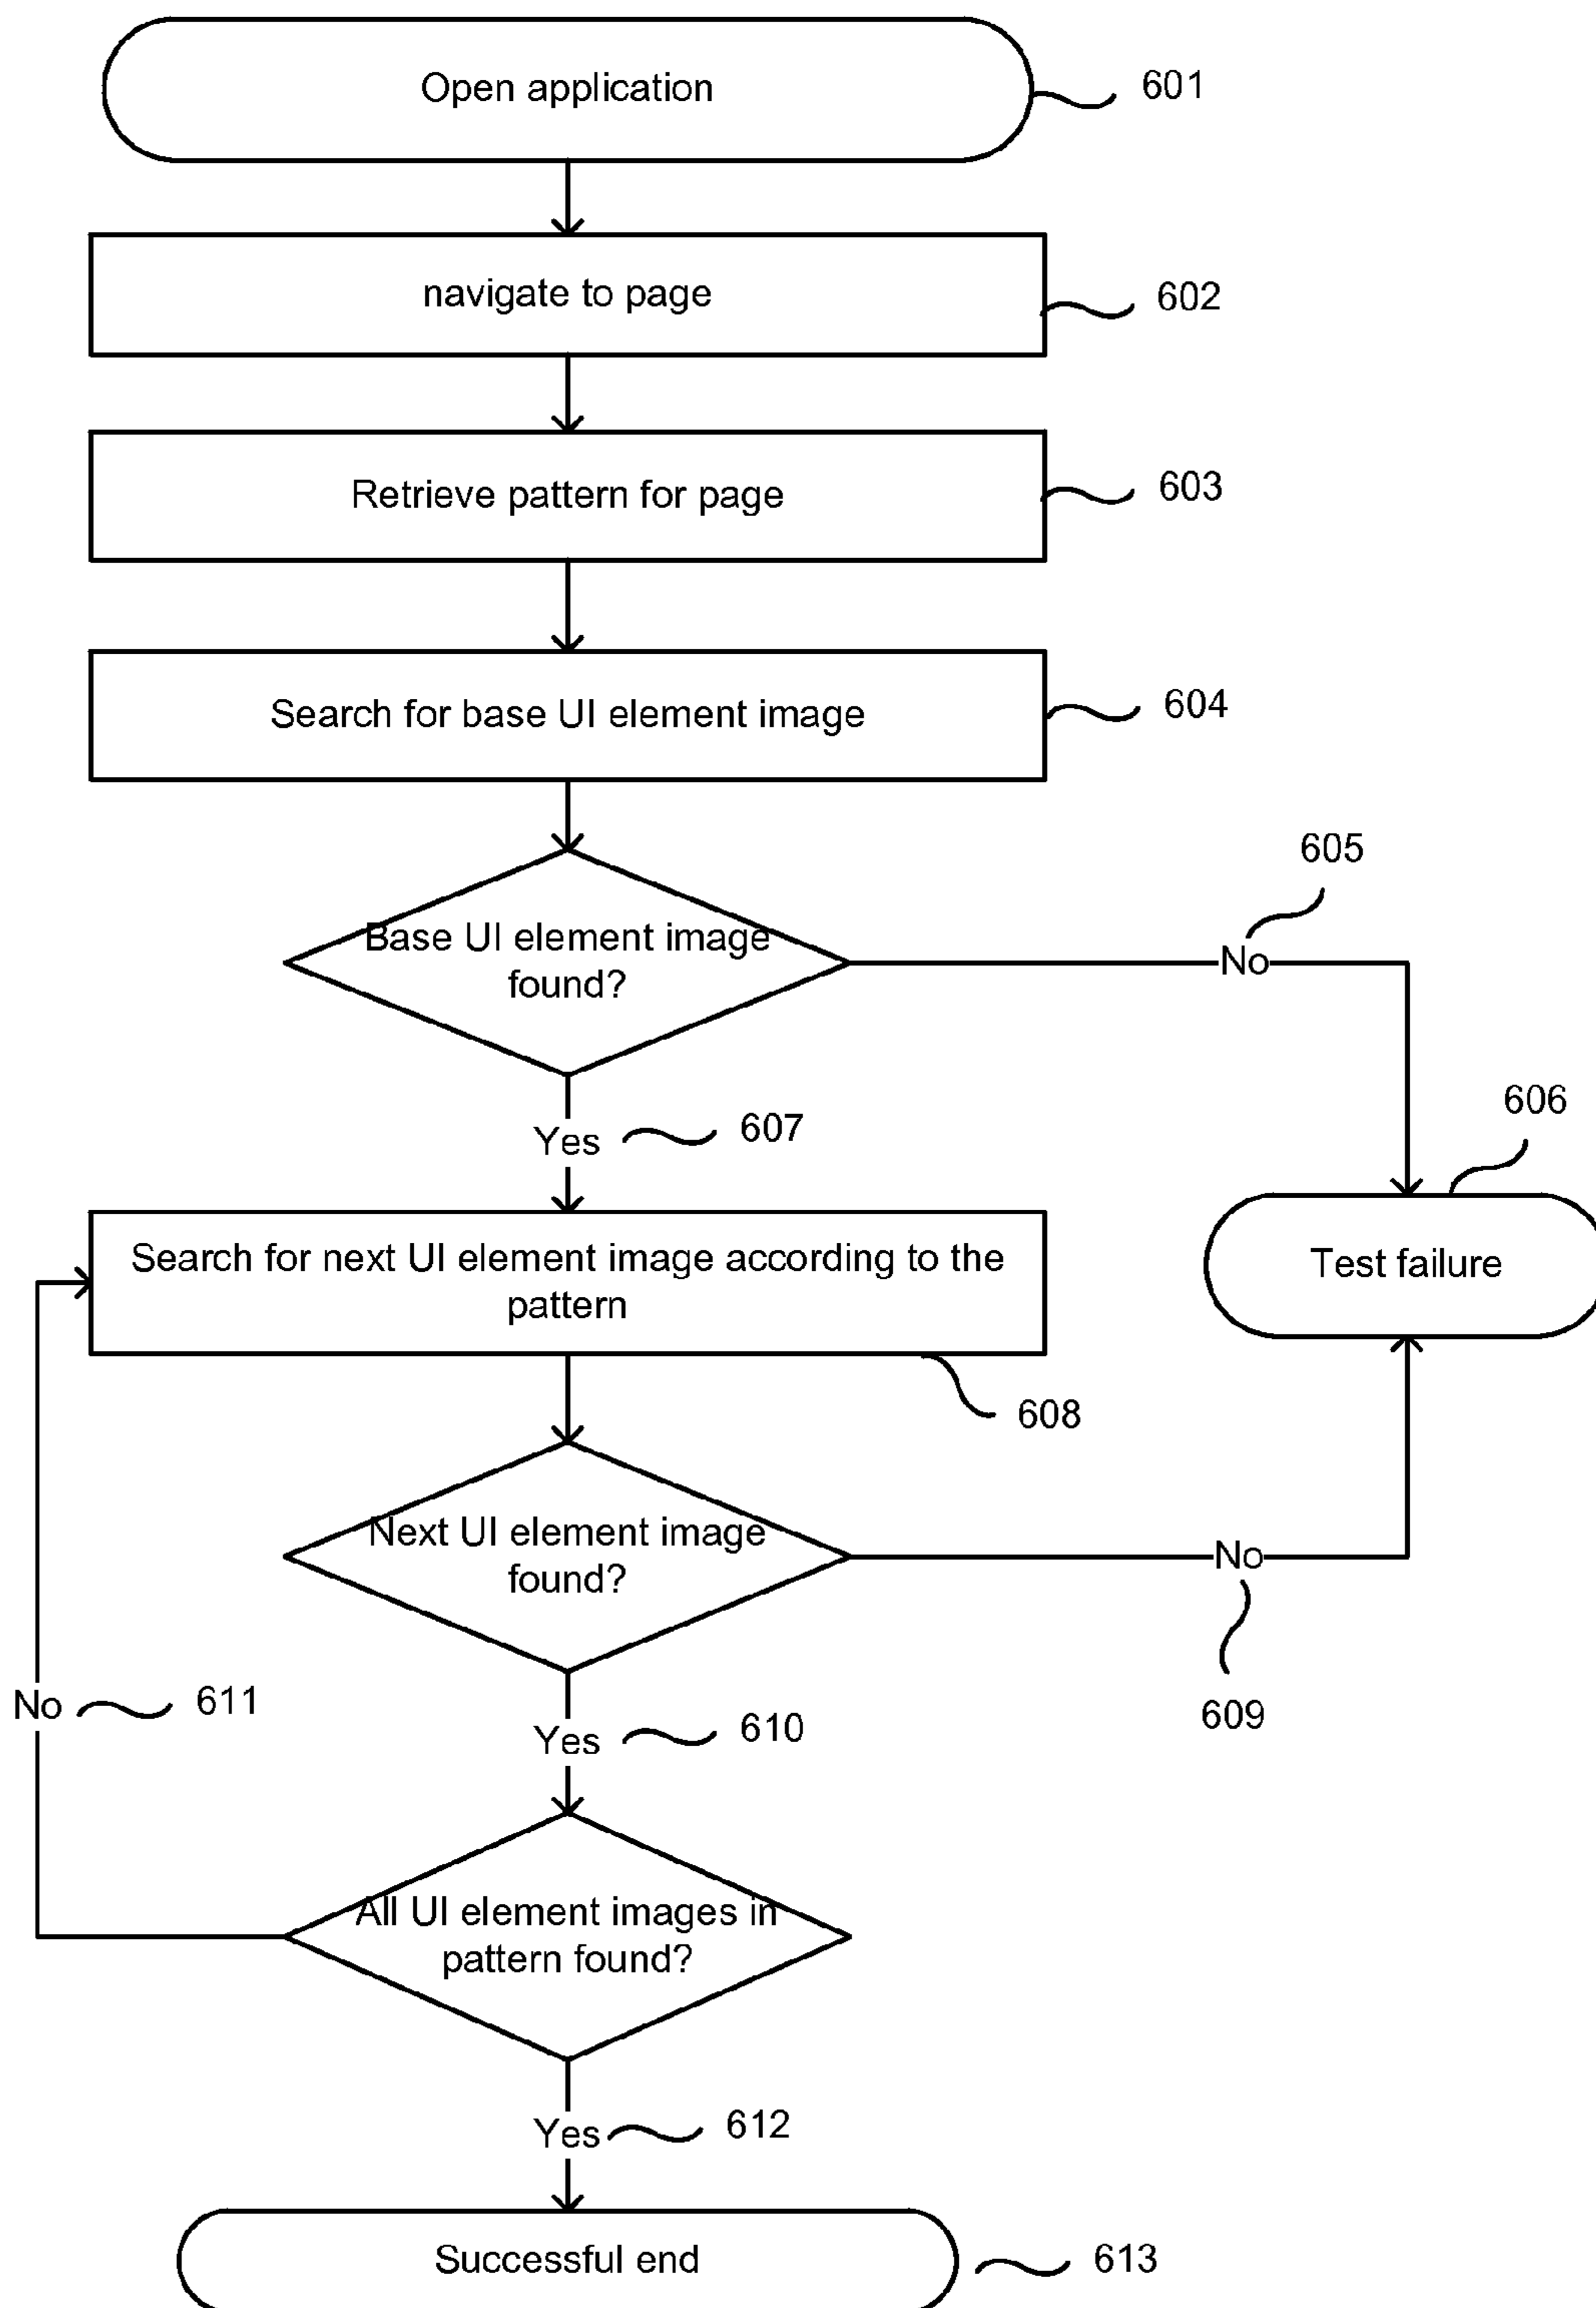 Open application
601
navigate to page
602
Retrieve pattern for page
603
Search for base UI element image
604
605
Base UI element image
found?
No
606
Yes
607
Search for next UI element image according to the
pattern
Test failure
608
Next UI element image
found?
No
609
No
611
Yes
610
All UI element images in
pattern found?
Yes
612
Successful end
613